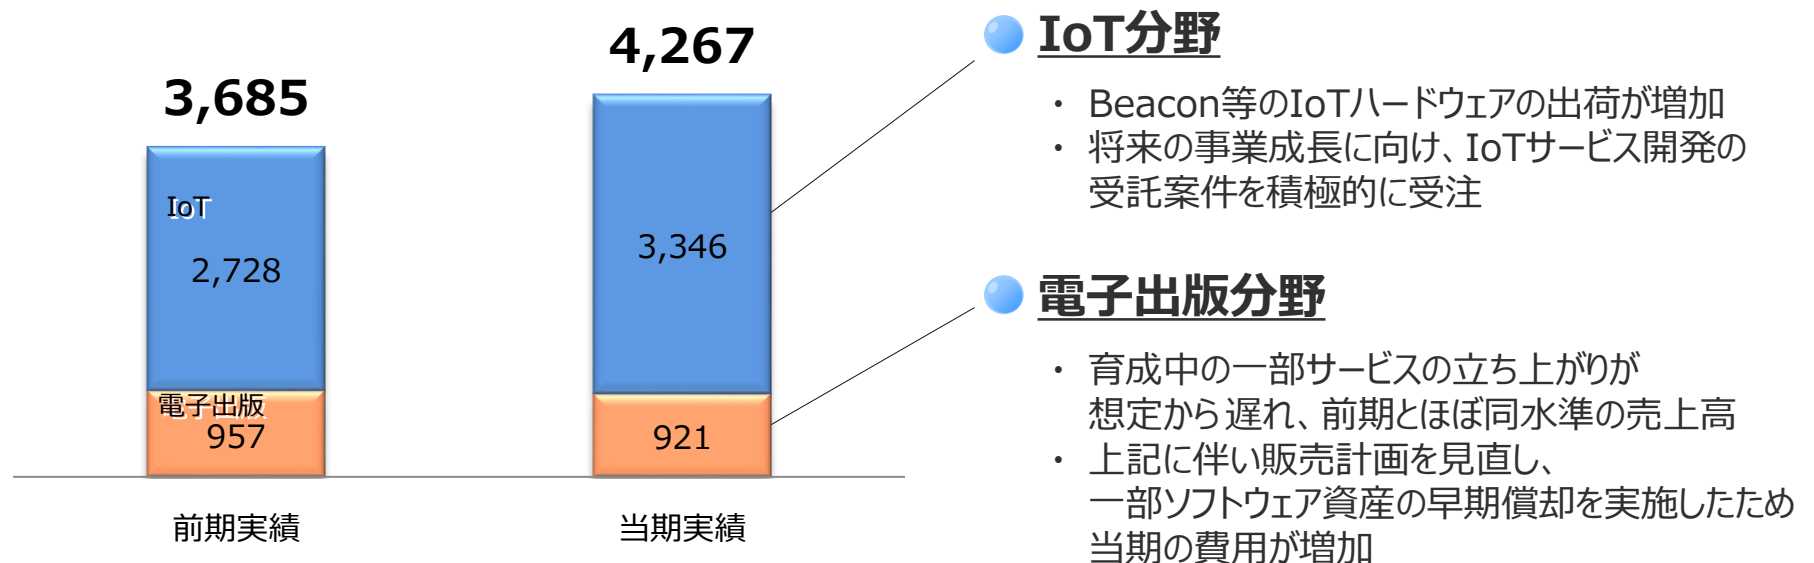 3,685
4,267
IoT
2,728
3,346
電子出版
957
921
前期実績
当期実績
IoT分野
・ Beacon等のIoTハードウェアの出荷が増加
・ 将来の事業成長に向け、IoTサービス開発の
受託案件を積極的に受注
電子出版分野
・ 育成中の一部サービスの立ち上がりが
想定から遅れ、前期とほぼ同水準の売上高
・ 上記に伴い販売計画を見直し、
一部ソフトウェア資産の早期償却を実施したため
当期の費用が増加